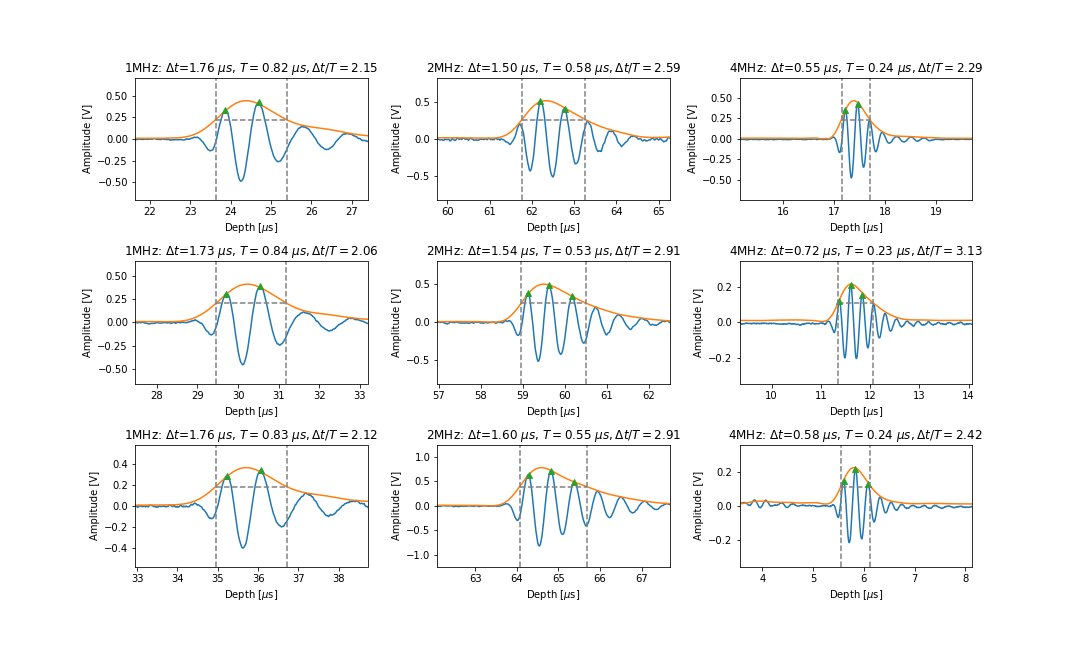 1MHz: Δt=1.76 μs, T = 0.82 μs, Δt/T = 2.15
2MHz: Δt=1.50 μs, T = 0.58 μs, Δt/T = 2.59
4MHz: Δt=0.55 μs, T = 0.24 μs, Δt/T = 2.29
Amplitude [V]
0.50
0.25
0.00
−0.25
−0.50
22 23 24 25 26 27
Depth [μs]
Amplitude [V]
0.5
0.0
−0.5
60 61 62 63 64 65
Depth [μs]
Amplitude [V]
0.50
0.25
0.00
−0.25
−0.50
16 17 18 19
Depth [μs]
1MHz: Δt=1.73 μs, T = 0.84 μs, Δt/T = 2.06
2MHz: Δt=1.54 μs, T = 0.53 μs, Δt/T = 2.91
4MHz: Δt=0.72 μs, T = 0.23 μs, Δt/T = 3.13
Amplitude [V]
0.50
0.25
0.00
−0.25
−0.50
28 29 30 31 32 33
Depth [μs]
Amplitude [V]
0.5
0.0
−0.5
57 58 59 60 61 62
Depth [μs]
Amplitude [V]
0.2
0.0
−0.2
10 11 12 13 14
Depth [μs]
1MHz: Δt=1.76 μs, T = 0.83 μs, Δt/T = 2.12
2MHz: Δt=1.60 μs, T = 0.55 μs, Δt/T = 2.91
4MHz: Δt=0.58 μs, T = 0.24 μs, Δt/T = 2.42
Amplitude [V]
0.4
0.2
0.0
−0.2
−0.4
33 34 35 36 37 38
Depth [μs]
Amplitude [V]
1.0
0.5
0.0
−0.5
−1.0
63 64 65 66 67
Depth [μs]
Amplitude [V]
0.2
0.0
−0.2
4 5 6 7 8
Depth [μs]